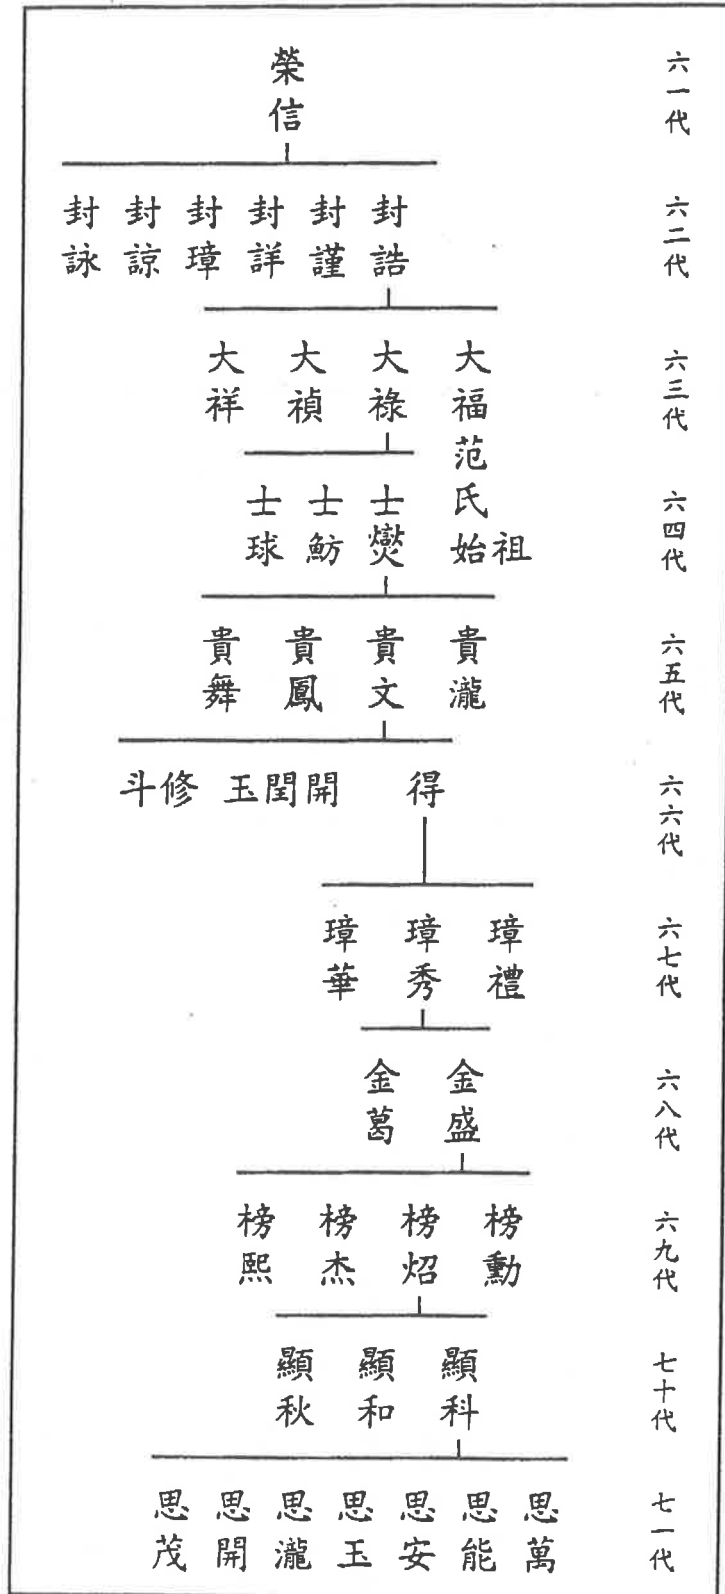 六一代
榮信
六二代
封誥
封謹
封詳
封璋
封諒
封詠
六三代
大福范氏始祖
大祿
大禎
大祥
六四代
士爕
士魴
士球
六五代
貴瀧
貴文
貴鳳
貴舞
六六代
得
玉閏開
斗修
六七代
璋禮
璋秀
璋華
六八代
金盛
金葛
六九代
榜勳
榜炤
榜杰
榜熙
七十代
顯科
顯和
顯秋
七一代
思萬
思能
思安
思玉
思瀧
思開
思茂